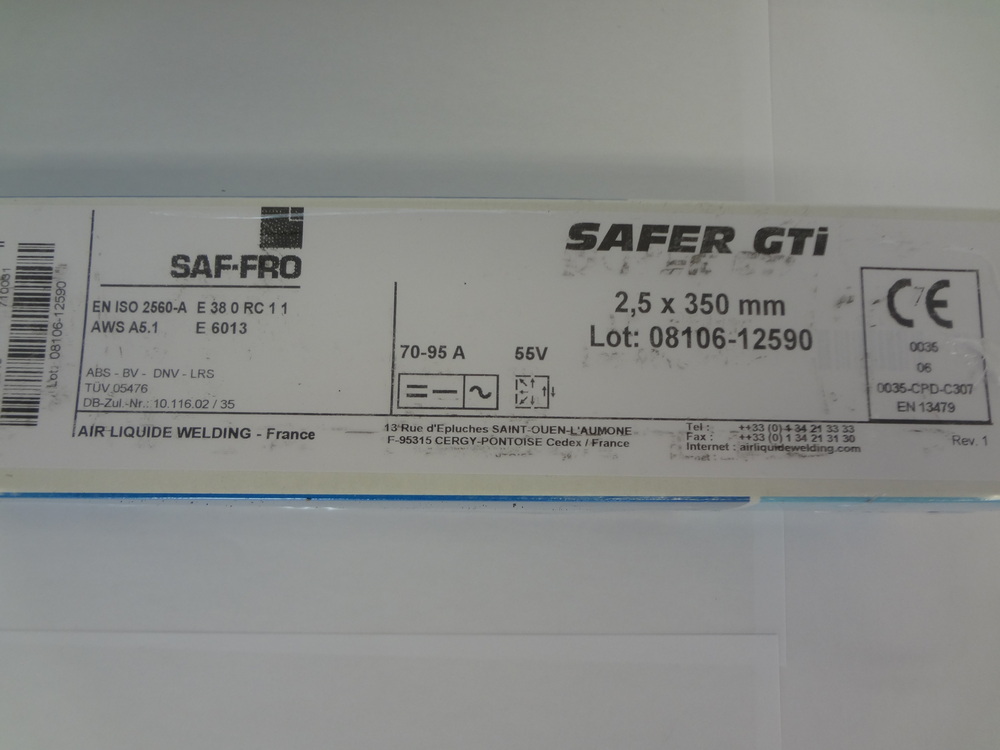 Lot: 08106-12590
SAF-FRO
EN ISO 2560-A E 38 0 RC 1 1
AWS A5.1 E 6013
ABS - BV - DNV - LRS
TÜV 05476
DB-Zul.-Nr.: 10.116.02 / 35
70-95 A 55V
SAFER GTi
2,5 x 350 mm
Lot: 08106-12590
CE
0035
06
0035-CPD-C307
EN 13479
AIR LIQUIDE WELDING - France
13 Rue d'Epluches SAINT-OUEN-L'AUMONE
F-95315 CERGY-PONTOISE Cedex / France
Tel : ++33 (0) 1 34 21 33 33
Fax : ++33 (0) 1 34 21 31 30
Internet : airliquidewelding.com
Rev. 1